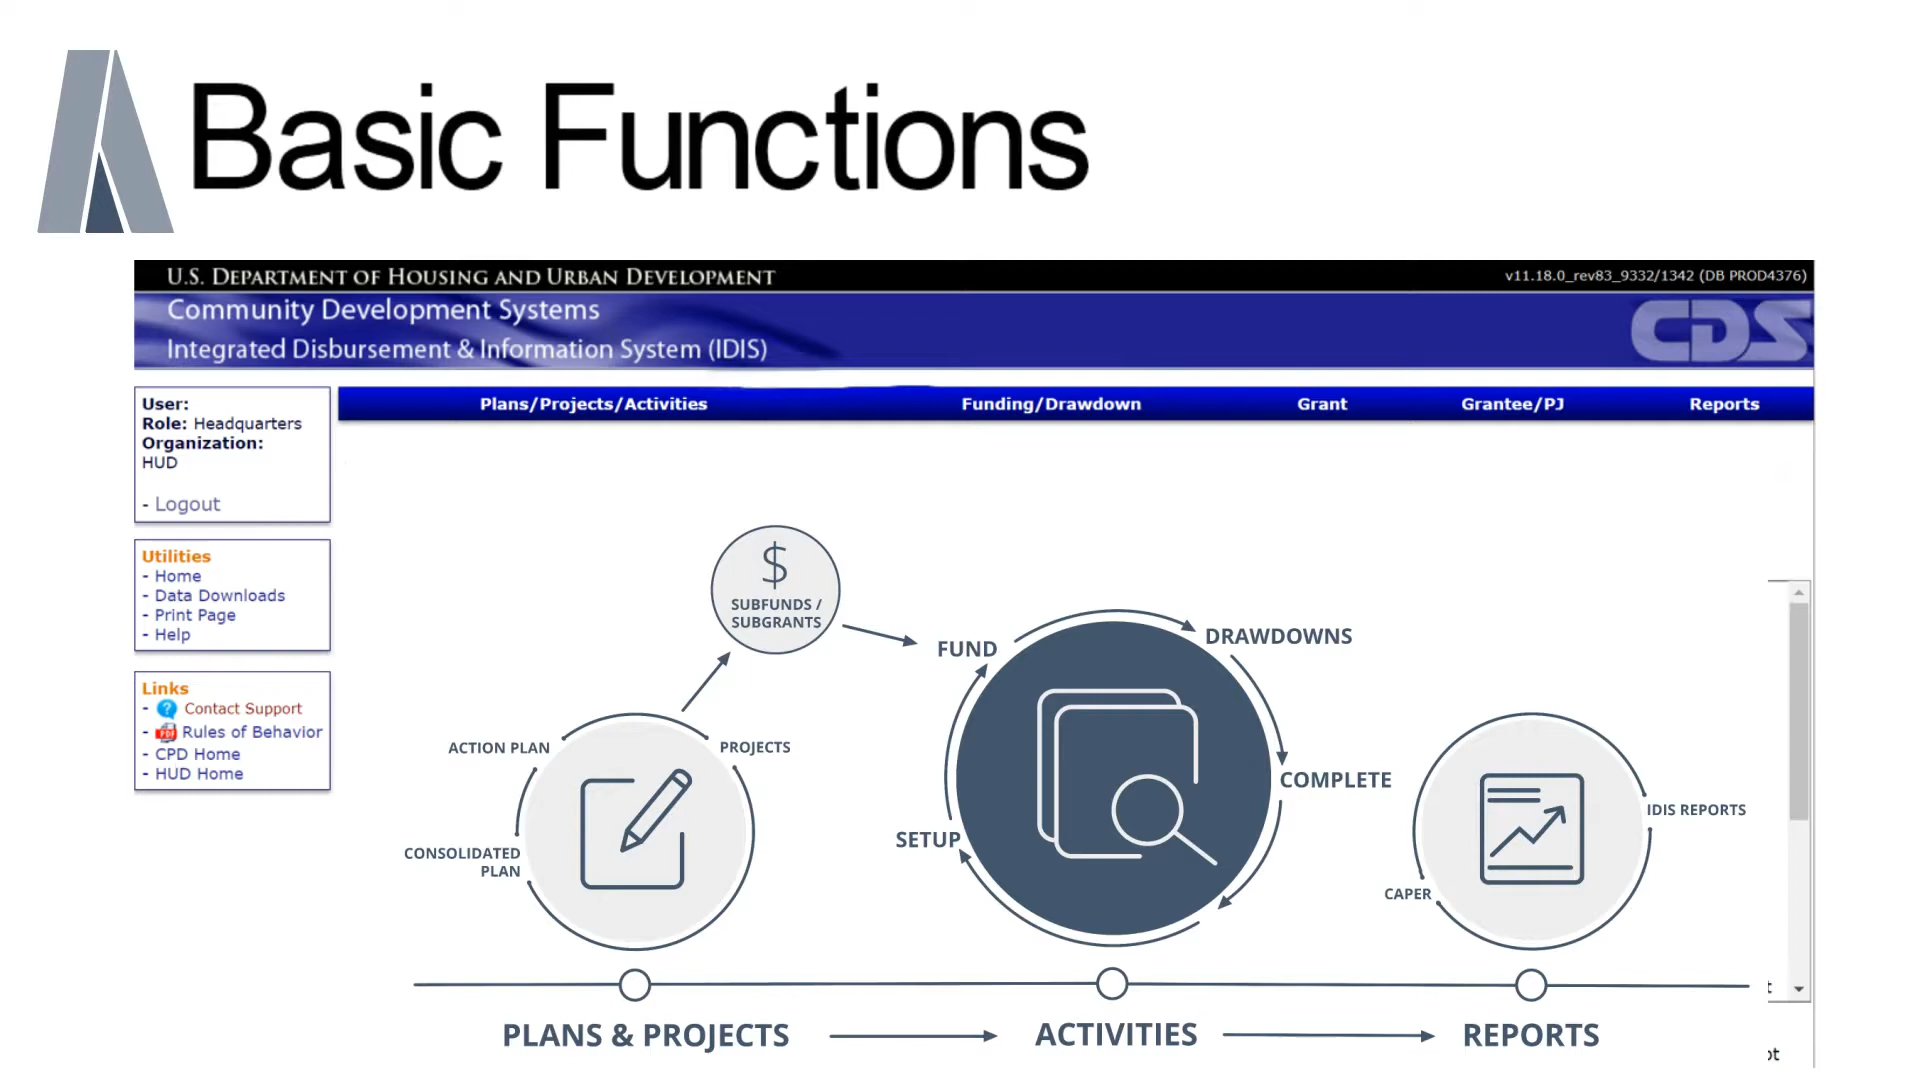 Basic Functions
U.S. DEPARTMENT OF HOUSING AND URBAN DEVELOPMENT
v11.18.0_rev83_9332/1342 (DB PROD4376)
Community Development Systems
Integrated Disbursement & Information System (IDIS)
CDS
User:
Role: Headquarters
Organization:
HUD
- Logout
Plans/Projects/Activities
Funding/Drawdown
Grant
Grantee/PJ
Reports
Utilities
- Home
- Data Downloads
- Print Page
- Help
Links
- Contact Support
- PDF Rules of Behavior
- CPD Home
- HUD Home
$
SUBFUNDS /
SUBGRANTS
ACTION PLAN
PROJECTS
CONSOLIDATED
PLAN
FUND
DRAWDOWNS
COMPLETE
SETUP
IDIS REPORTS
CAPER
PLANS & PROJECTS
ACTIVITIES
REPORTS